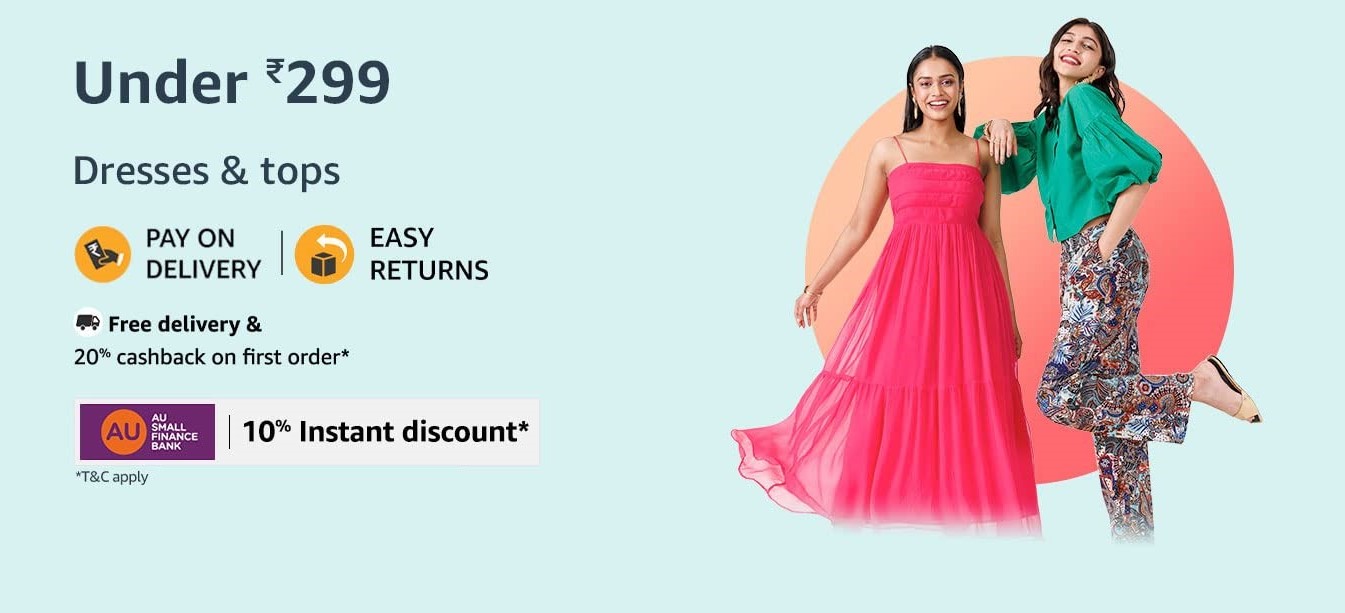 Under ₹299
Dresses & tops
PAY ON
DELIVERY
EASY
RETURNS
Free delivery &
20% cashback on first order*
AU
AU
SMALL
FINANCE
BANK
10% Instant discount*
*T&C apply